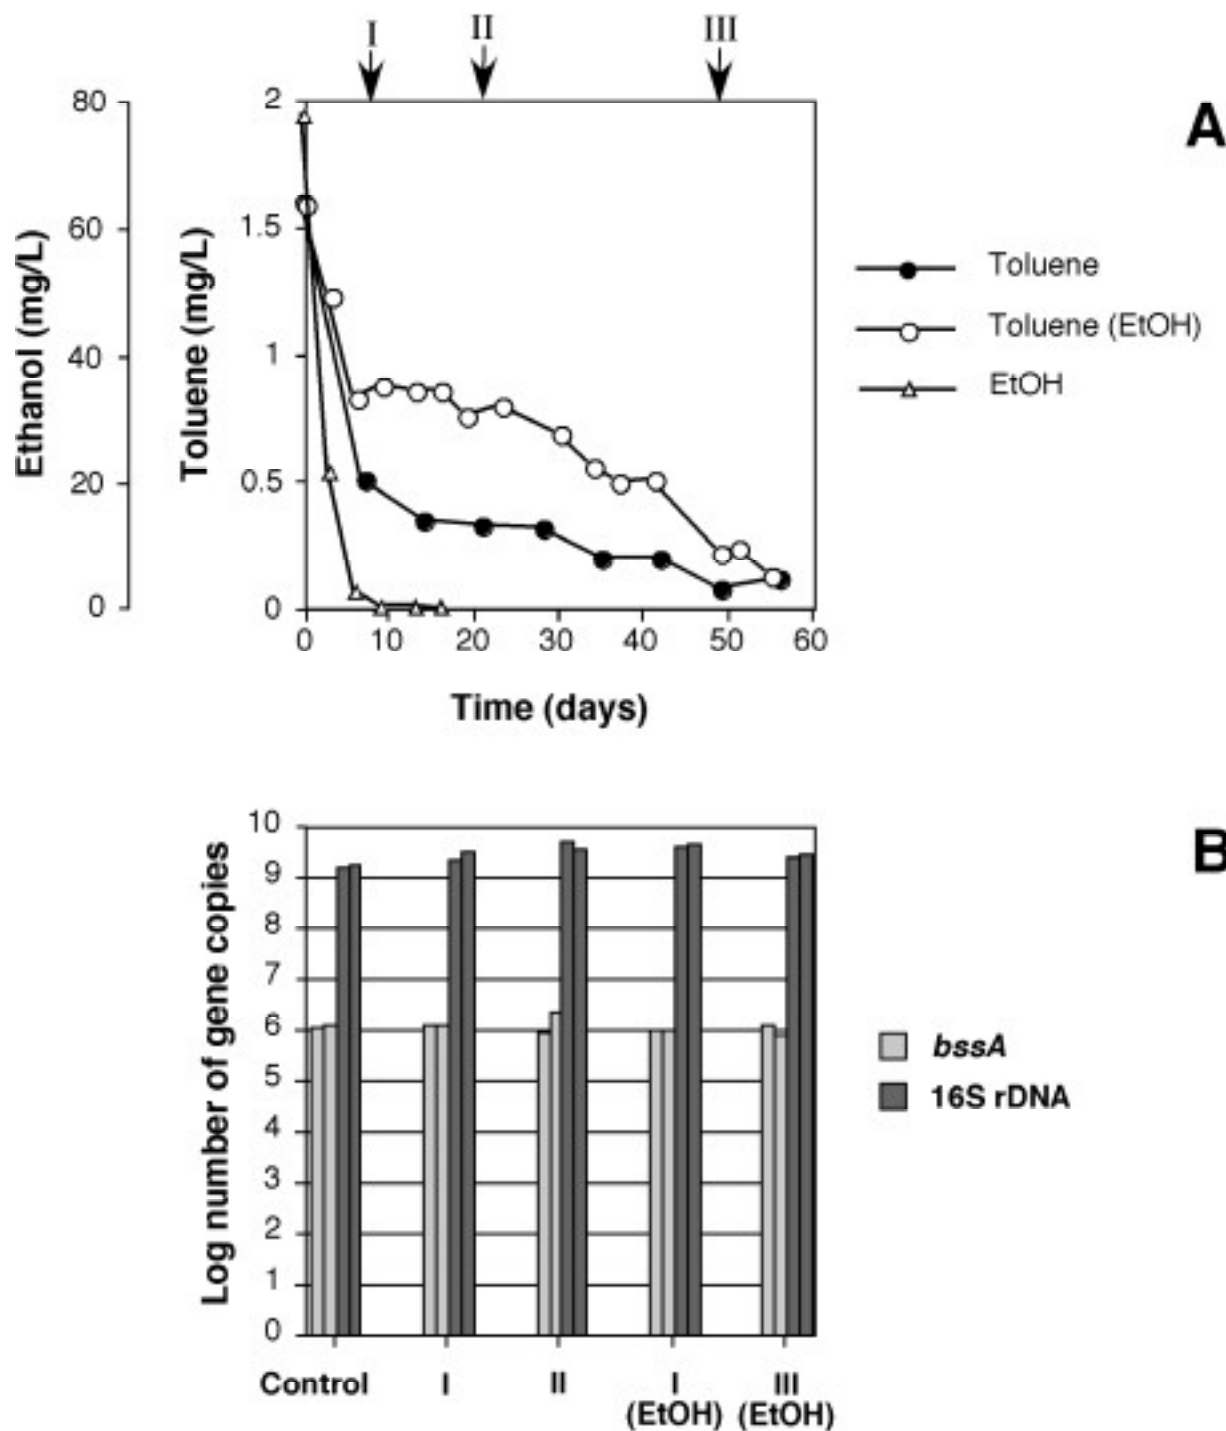 I II III
A
80 2
60 1.5
40 1
20 0.5
0 0
Ethanol (mg/L)
Toluene (mg/L)
Toluene
Toluene (EtOH)
EtOH
0 10 20 30 40 50 60
Time (days)
B
10
9
8
7
6
5
4
3
2
1
0
Log number of gene copies
bssA
16S rDNA
Control I II I III
(EtOH) (EtOH)